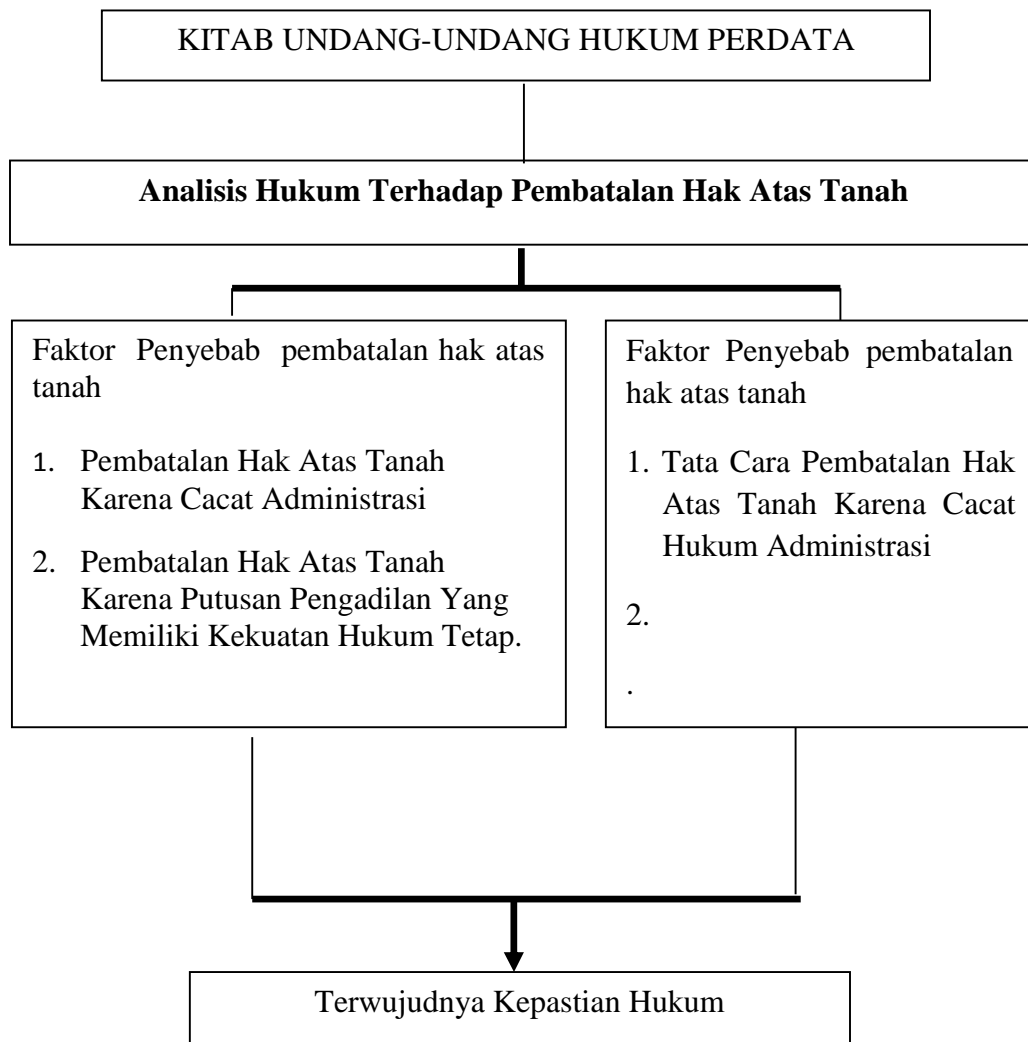 KITAB UNDANG-UNDANG HUKUM PERDATA
Analisis Hukum Terhadap Pembatalan Hak Atas Tanah
Faktor Penyebab pembatalan hak atas
tanah
1. Pembatalan Hak Atas Tanah
Karena Cacat Administrasi
2. Pembatalan Hak Atas Tanah
Karena Putusan Pengadilan Yang
Memiliki Kekuatan Hukum Tetap.
Faktor Penyebab pembatalan
hak atas tanah
1. Tata Cara Pembatalan Hak
Atas Tanah Karena Cacat
Hukum Administrasi
2.
.
Terwujudnya Kepastian Hukum